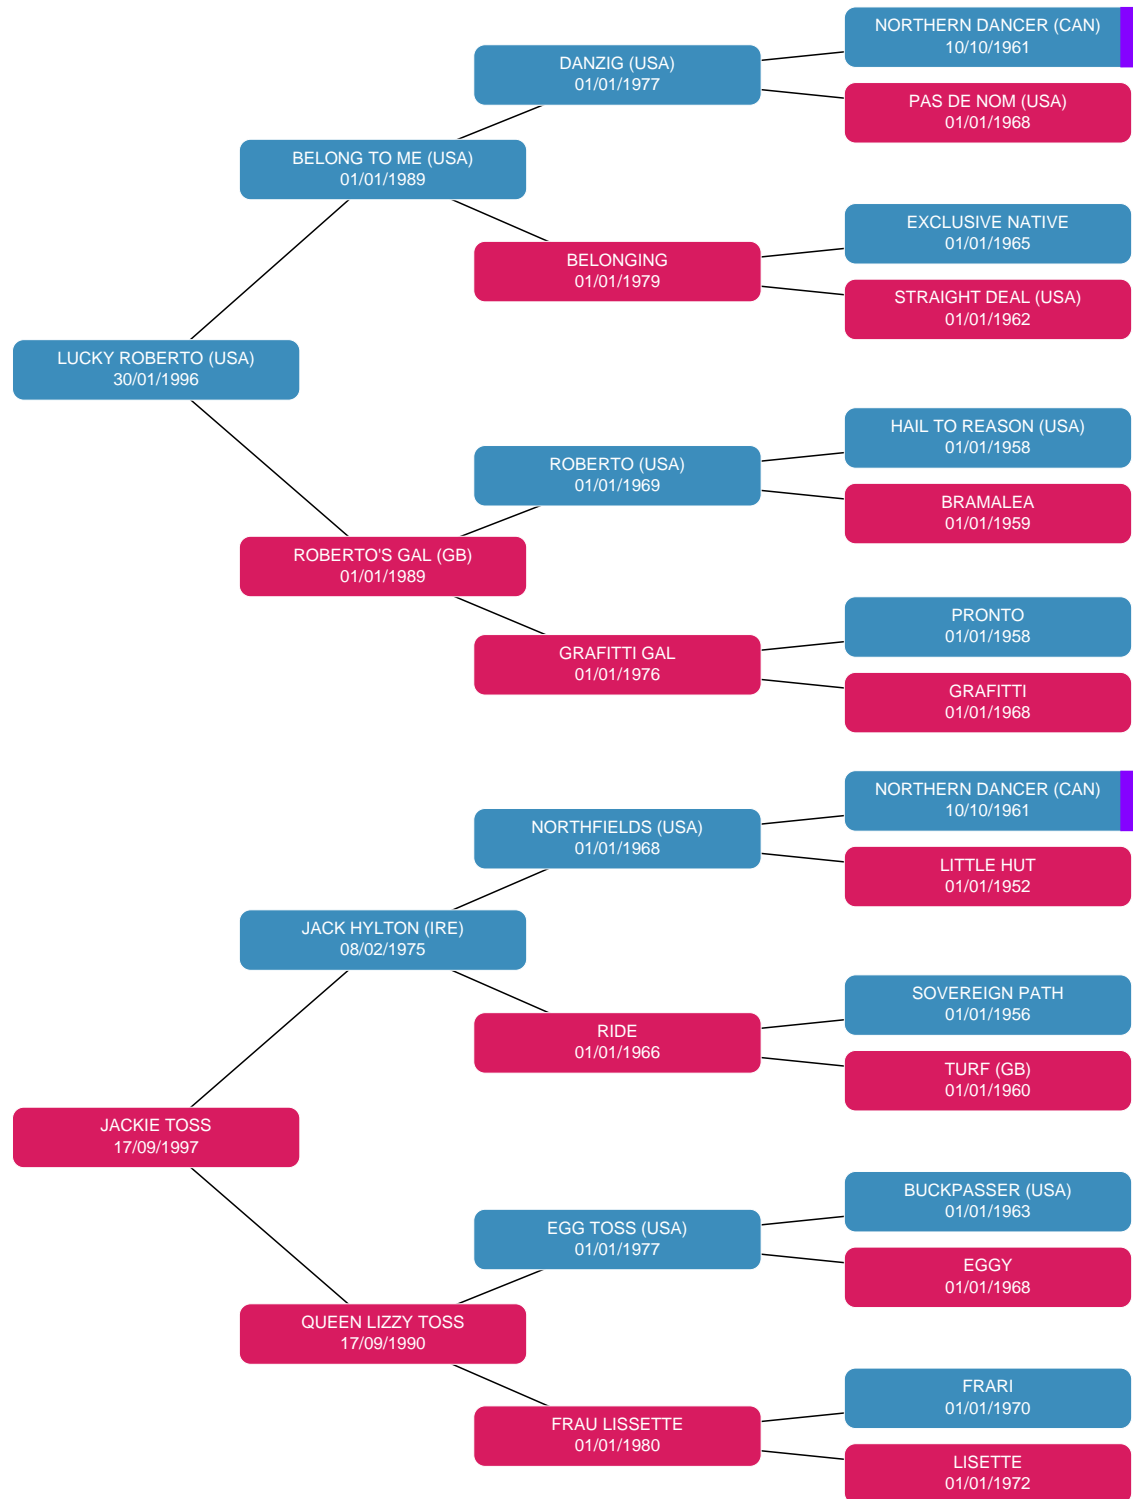 NORTHERN DANCER (CAN)
10/10/1961
DANZIG (USA)
01/01/1977
PAS DE NOM (USA)
01/01/1968
BELONG TO ME (USA)
01/01/1989
EXCLUSIVE NATIVE
01/01/1965
BELONGING
01/01/1979
STRAIGHT DEAL (USA)
01/01/1962
LUCKY ROBERTO (USA)
30/01/1996
HAIL TO REASON (USA)
01/01/1958
ROBERTO (USA)
01/01/1969
BRAMALEA
01/01/1959
ROBERTO'S GAL (GB)
01/01/1989
PRONTO
01/01/1958
GRAFITTI GAL
01/01/1976
GRAFITTI
01/01/1968
NORTHERN DANCER (CAN)
10/10/1961
NORTHFIELDS (USA)
01/01/1968
LITTLE HUT
01/01/1952
JACK HYLTON (IRE)
08/02/1975
SOVEREIGN PATH
01/01/1956
RIDE
01/01/1966
TURF (GB)
01/01/1960
JACKIE TOSS
17/09/1997
BUCKPASSER (USA)
01/01/1963
EGG TOSS (USA)
01/01/1977
EGGY
01/01/1968
QUEEN LIZZY TOSS
17/09/1990
FRARI
01/01/1970
FRAU LISSETTE
01/01/1980
LISETTE
01/01/1972